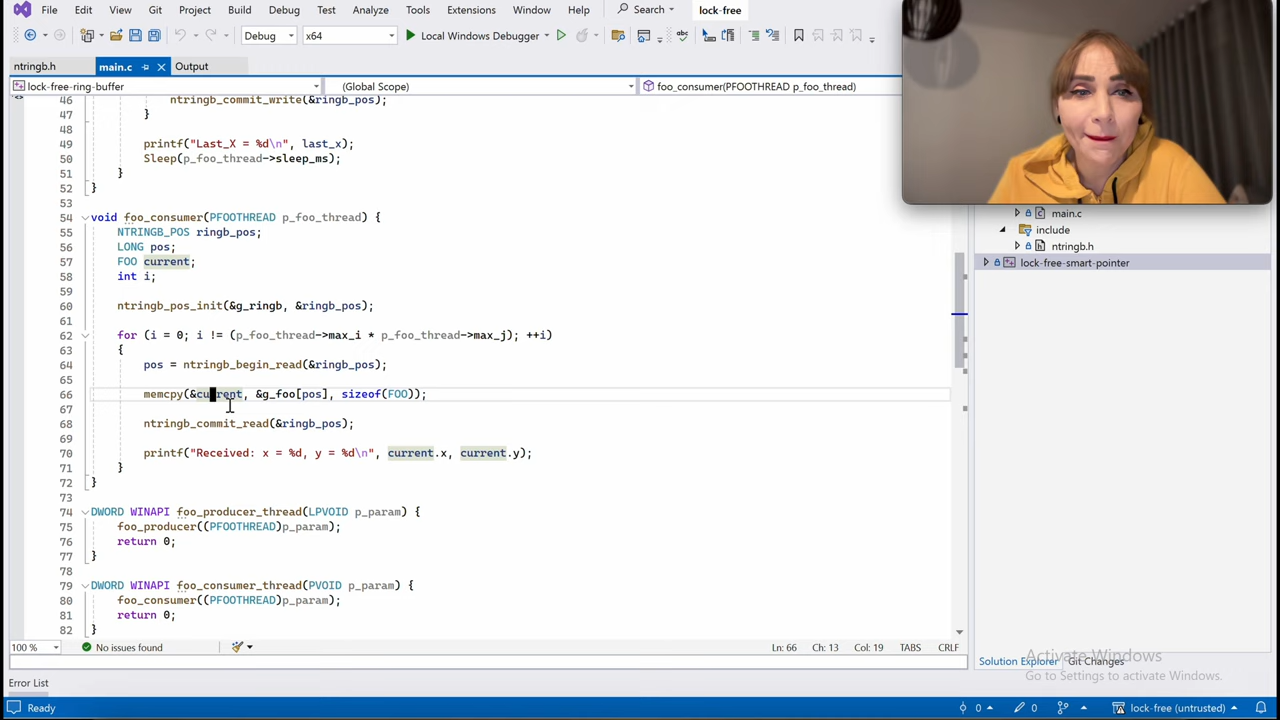 File Edit View Git Project Build Debug Test Analyze Tools Extensions Window Help Search lock-free
Debug x64 Local Windows Debugger
ntringb.h main.c Output
lock-free-ring-buffer (Global Scope) foo_consumer(PFOOTHREAD p_foo_thread)
46 ntringb_commit_write(&ringb_pos);
47 }
48
49 printf("Last_X = %d\n", last_x);
50 Sleep(p_foo_thread->sleep_ms);
51 }
52 }
53
54 void foo_consumer(PFOOTHREAD p_foo_thread) {
55 NTRINGB_POS ringb_pos;
56 LONG pos;
57 FOO current;
58 int i;
59
60 ntringb_pos_init(&g_ringb, &ringb_pos);
61
62 for (i = 0; i != (p_foo_thread->max_i * p_foo_thread->max_j); ++i)
63 {
64 pos = ntringb_begin_read(&ringb_pos);
65
66 memcpy(&current, &g_foo[pos], sizeof(FOO));
67
68 ntringb_commit_read(&ringb_pos);
69
70 printf("Received: x = %d, y = %d\n", current.x, current.y);
71 }
72 }
73
74 DWORD WINAPI foo_producer_thread(LPVOID p_param) {
75 foo_producer((PFOOTHREAD)p_param);
76 return 0;
77 }
78
79 DWORD WINAPI foo_consumer_thread(PVOID p_param) {
80 foo_consumer((PFOOTHREAD)p_param);
81 return 0;
82 }
main.c
include
ntringb.h
lock-free-smart-pointer
100 % No issues found Ln: 66 Ch: 13 Col: 19 TABS CRLF
Solution Explorer Git Changes
Activate Windows
Go to Settings to activate Windows.
Error List
Ready 0 0 lock-free (untrusted)